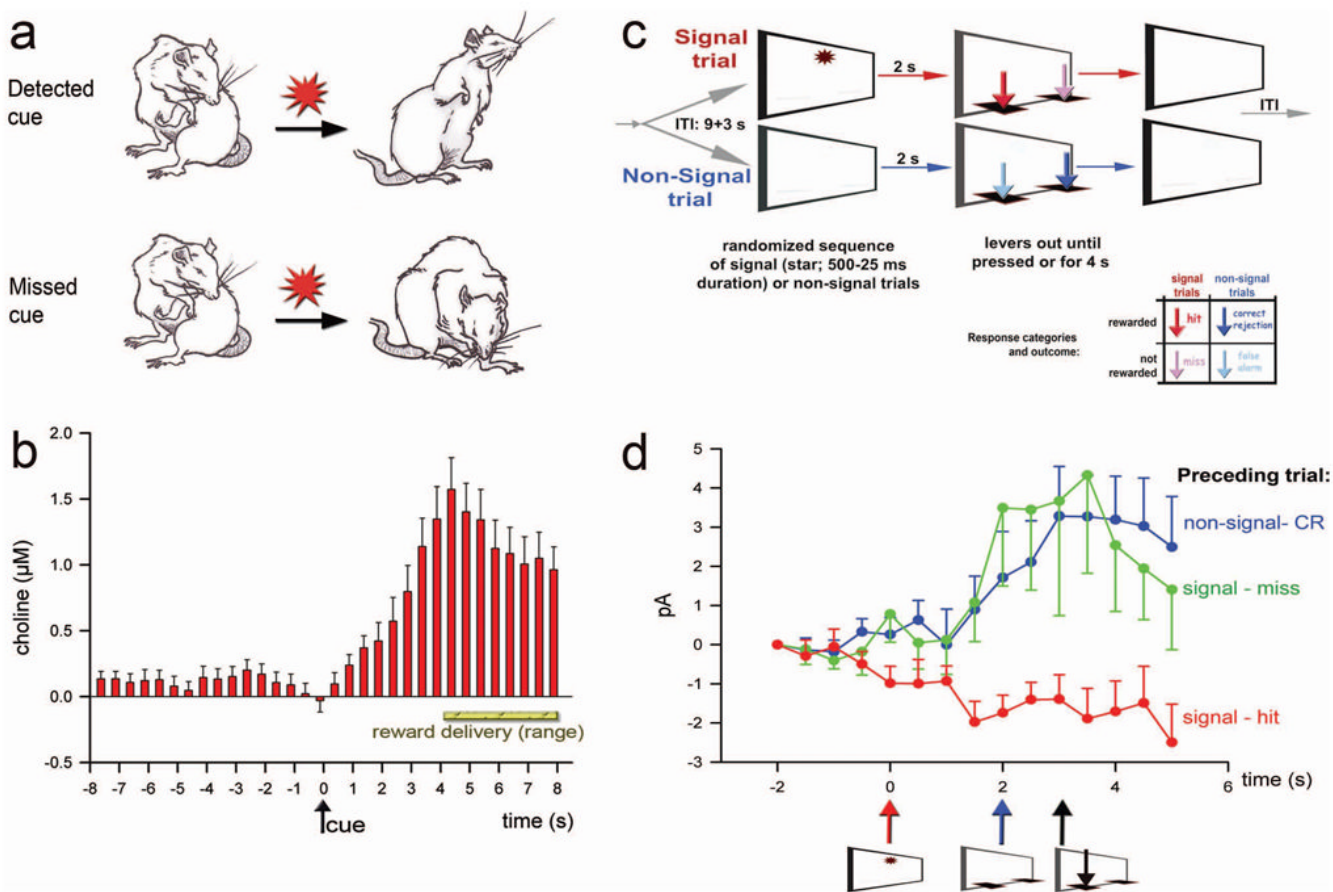 a
Detected
cue
Missed
cue
c
Signal
trial
ITI: 9+3 s
Non-Signal
trial
2 s
2 s
ITI
randomized sequence
of signal (star; 500-25 ms
duration) or non-signal trials
levers out until
pressed or for 4 s
signal
trials
non-signal
trials
rewarded
hit
correct
rejection
Response categories
and outcome:
not
rewarded
miss
false
alarm
b
choline (µM)
2.0
1.5
1.0
0.5
0.0
-0.5
reward delivery (range)
-8 -7 -6 -5 -4 -3 -2 -1 0 1 2 3 4 5 6 7 8
cue
time (s)
d
pA
5
4
3
2
1
0
-1
-2
-3
Preceding trial:
non-signal- CR
signal - miss
signal - hit
-2 0 2 4 6
time (s)